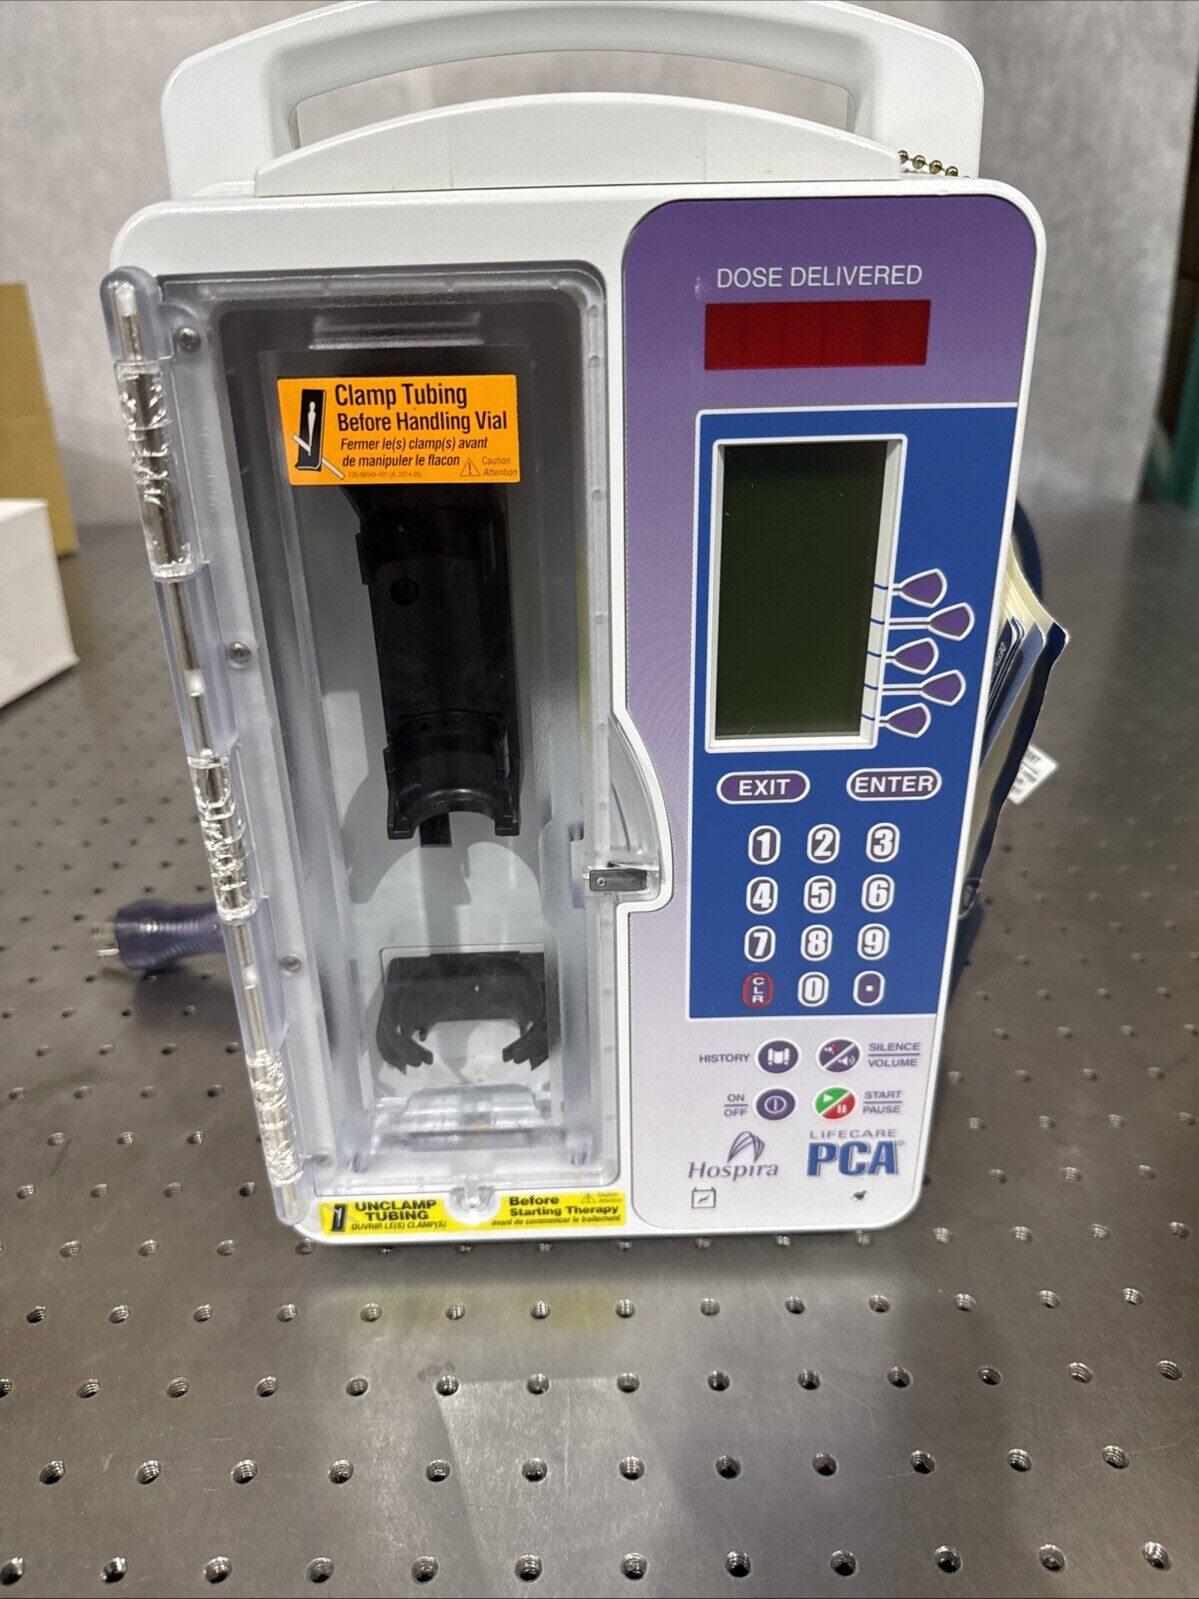 DOSE DELIVERED
Clamp Tubing
Before Handling Vial
Fermer le(s) clamp(s) avant
de manipuler le flacon
Caution
Attention
EXIT
ENTER
1 2 3
4 5 6
7 8 9
CLR 0 .
HISTORY
SILENCE
VOLUME
ON
OFF
START
PAUSE
Hospira
LIFECARE
PCA
UNCLAMP
TUBING
OUVRIR LE(S) CLAMP(S)
Before
Starting Therapy
avant de commencer le traitement
Caution
Attention